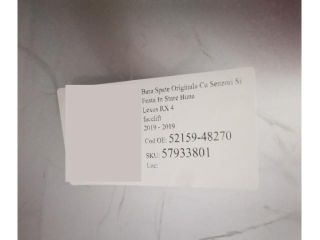 Bara Spate Originala Cu Senzori Si
Fusta In Stare Buna
Lexus RX 4
facelift
2019 - 2019
Cod OE: 52159-48270
SKU: 57933801
Loc: